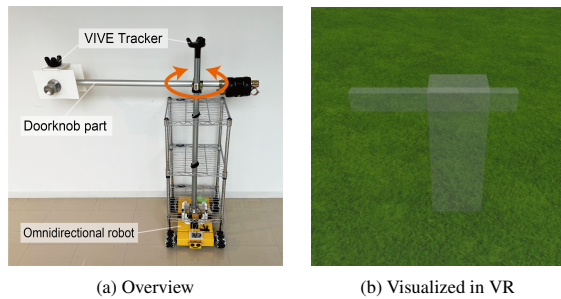 VIVE Tracker
Doorknob part
Omnidirectional robot
(a) Overview
(b) Visualized in VR